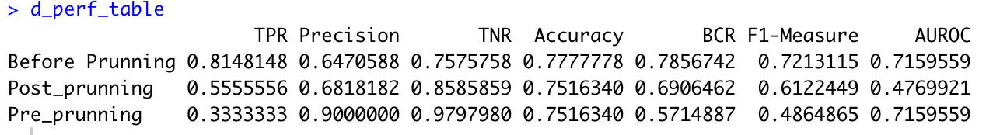 > d_perf_table
TPR Precision TNR Accuracy BCR F1-Measure AUROC
Before Prunning 0.8148148 0.6470588 0.7575758 0.7777778 0.7856742 0.7213115 0.7159559
Post_prunning 0.5555556 0.6818182 0.8585859 0.7516340 0.6906462 0.6122449 0.4769921
Pre_prunning 0.3333333 0.9000000 0.9797980 0.7516340 0.5714887 0.4864865 0.7159559